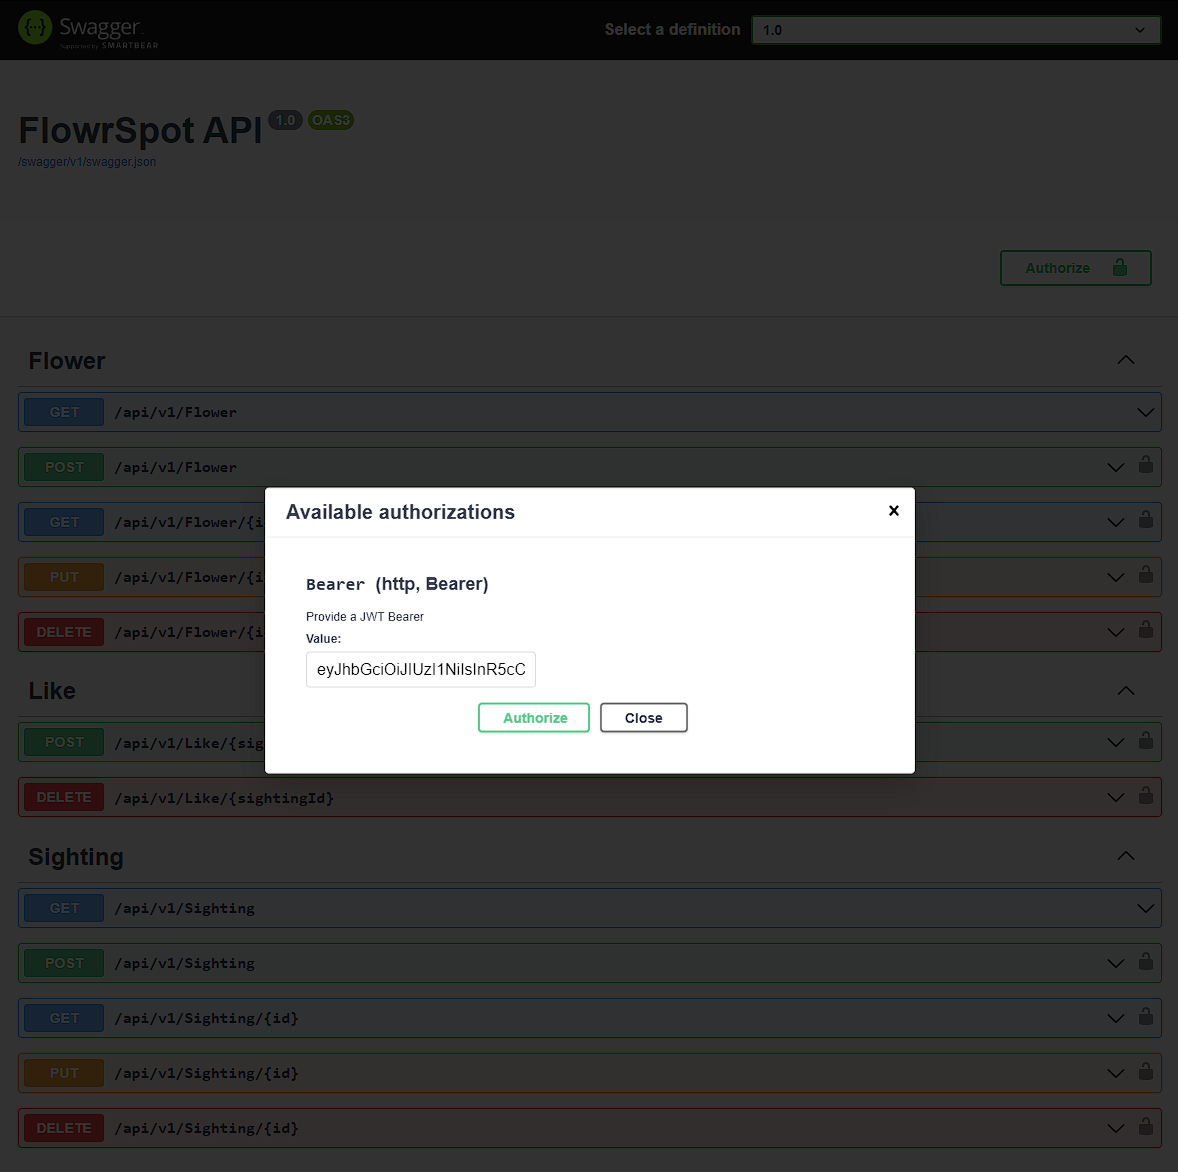 Swagger.
Supported by SMARTBEAR
Select a definition
1.0
FlowrSpot API 1.0 OAS3
/swagger/v1/swagger.json
Authorize
Flower
GET /api/v1/Flower
POST /api/v1/Flower
GET /api/v1/Flower/{i
PUT /api/v1/Flower/{i
DELETE /api/v1/Flower/{i
Available authorizations
Bearer (http, Bearer)
Provide a JWT Bearer
Value:
eyJhbGciOiJIUzI1NiIsInR5cC
Authorize Close
Like
POST /api/v1/Like/{sig
DELETE /api/v1/Like/{sightingId}
Sighting
GET /api/v1/Sighting
POST /api/v1/Sighting
GET /api/v1/Sighting/{id}
PUT /api/v1/Sighting/{id}
DELETE /api/v1/Sighting/{id}